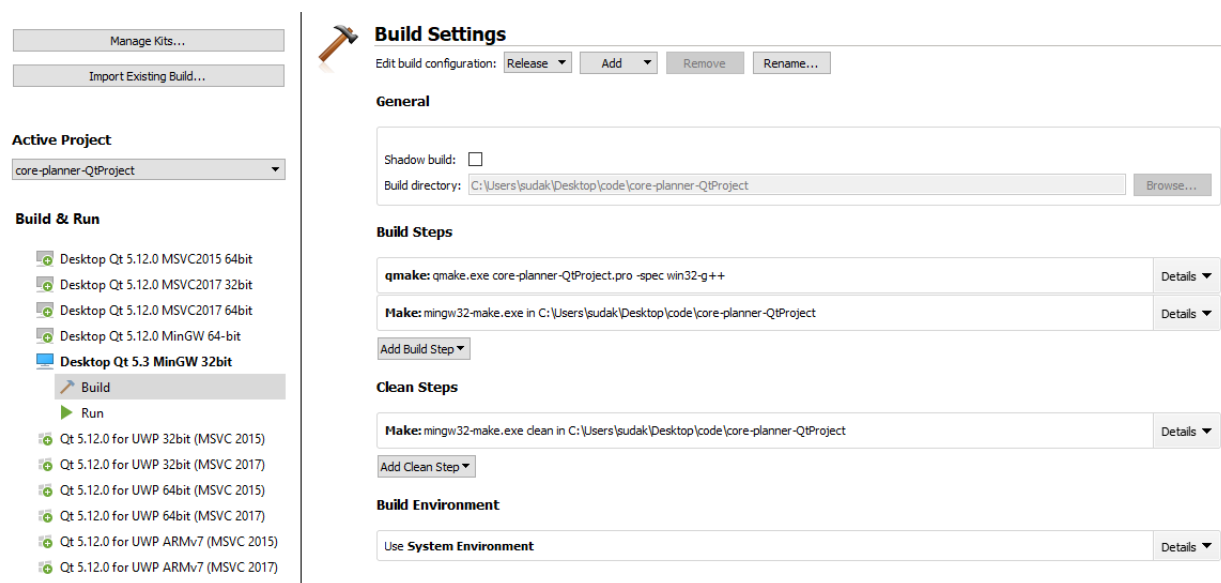 Manage Kits...
Import Existing Build...
Active Project
core-planner-QtProject
Build & Run
Desktop Qt 5.12.0 MSVC2015 64bit
Desktop Qt 5.12.0 MSVC2017 32bit
Desktop Qt 5.12.0 MSVC2017 64bit
Desktop Qt 5.12.0 MinGW 64-bit
Desktop Qt 5.3 MinGW 32bit
Build
Run
Qt 5.12.0 for UWP 32bit (MSVC 2015)
Qt 5.12.0 for UWP 32bit (MSVC 2017)
Qt 5.12.0 for UWP 64bit (MSVC 2015)
Qt 5.12.0 for UWP 64bit (MSVC 2017)
Qt 5.12.0 for UWP ARMv7 (MSVC 2015)
Qt 5.12.0 for UWP ARMv7 (MSVC 2017)
Build Settings
Edit build configuration: Release Add Remove Rename...
General
Shadow build:
Build directory: C:\Users\sudak\Desktop\code\core-planner-QtProject Browse...
Build Steps
qmake: qmake.exe core-planner-QtProject.pro -spec win32-g++ Details
Make: mingw32-make.exe in C:\Users\sudak\Desktop\code\core-planner-QtProject Details
Add Build Step
Clean Steps
Make: mingw32-make.exe clean in C:\Users\sudak\Desktop\code\core-planner-QtProject Details
Add Clean Step
Build Environment
Use System Environment Details